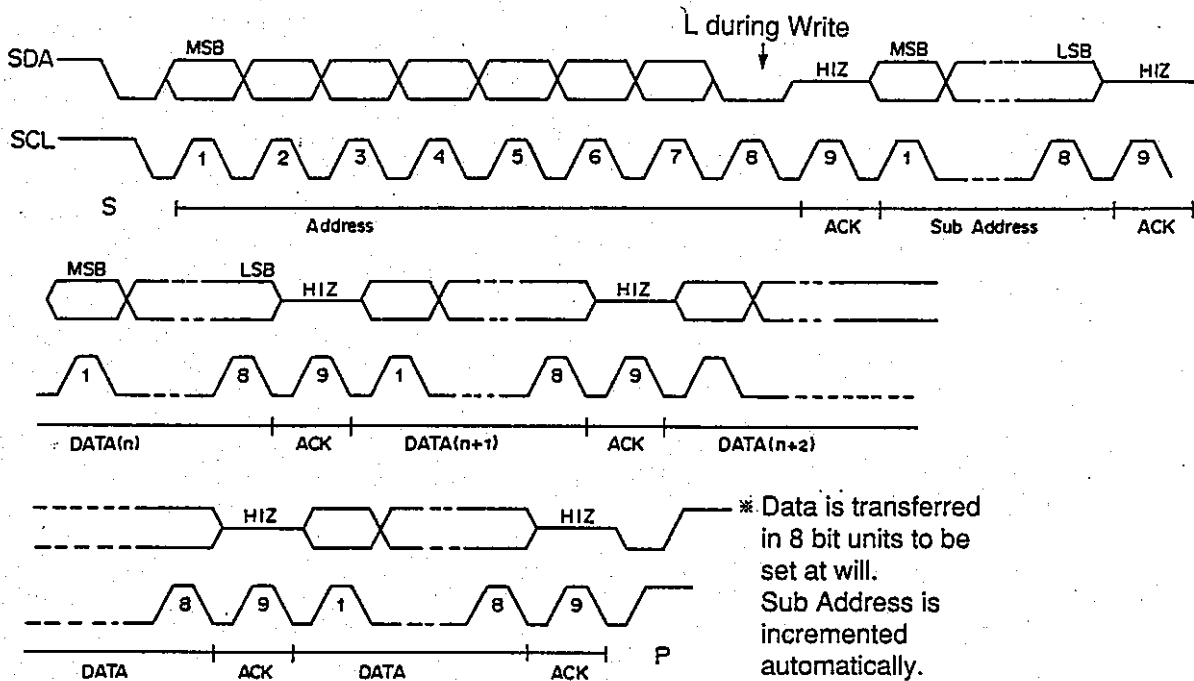 L during Write
SDA MSB HIZ MSB LSB HIZ
SCL 1 2 3 4 5 6 7 8 9 1 8 9
S Address ACK Sub Address ACK
MSB LSB HIZ HIZ
1 8 9 1 8 9
DATA(n) ACK DATA(n+1) ACK DATA(n+2)
HIZ HIZ
8 9 1 8 9
DATA ACK DATA ACK P
※ Data is transferred
in 8 bit units to be
set at will.
Sub Address is
incremented
automatically.